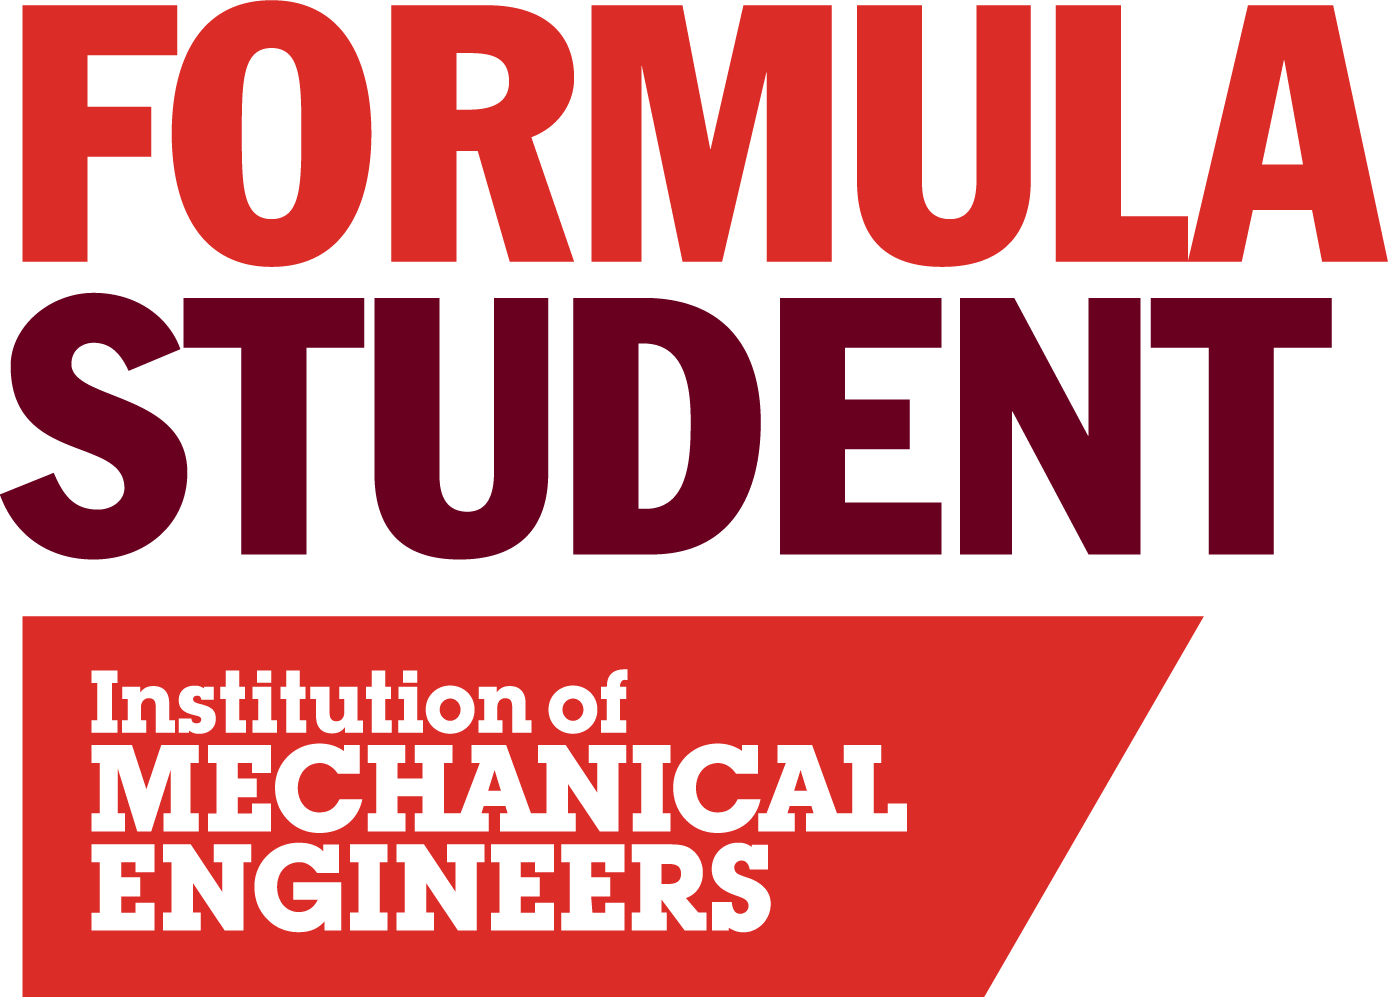 FORMULA
STUDENT
Institution of
MECHANICAL
ENGINEERS